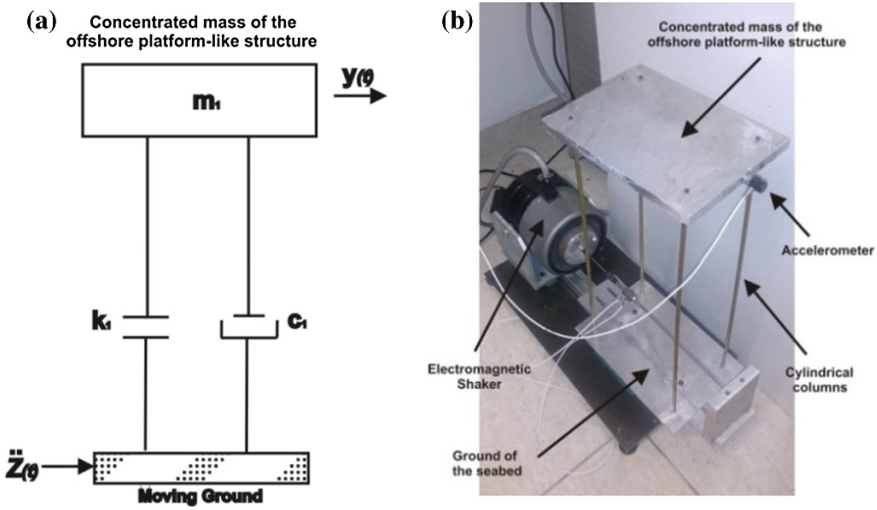 (a)
Concentrated mass of the
offshore platform-like structure
m₁
y(t)
k₁
c₁
z̈(t)
Moving Ground
(b)
Concentrated mass of the
offshore platform-like structure
Accelerometer
Electromagnetic
Shaker
Cylindrical
columns
Ground of
the seabed